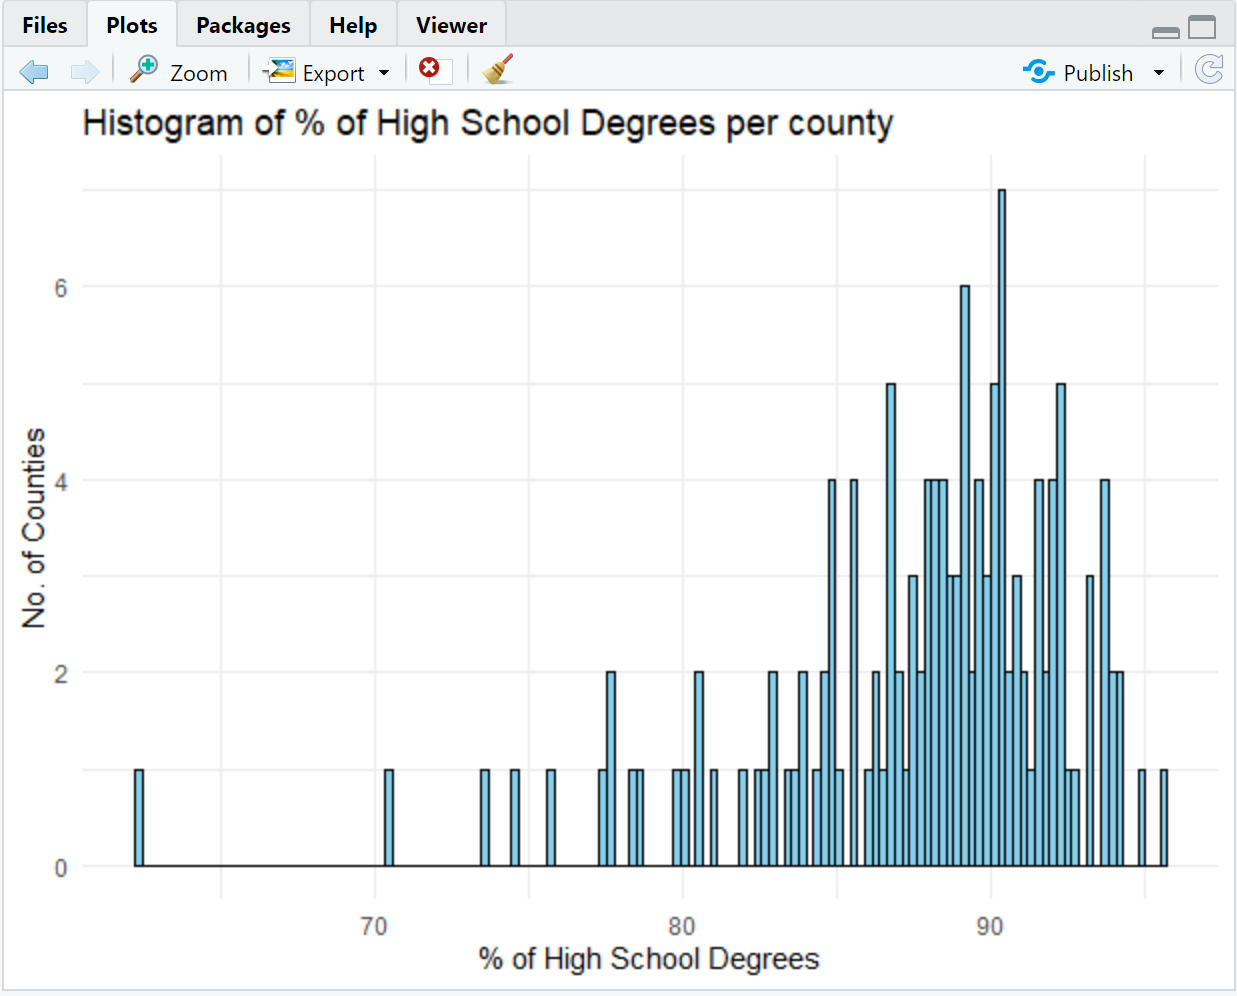 Files Plots Packages Help Viewer
Zoom Export Publish
Histogram of % of High School Degrees per county
6
4
2
0
No. of Counties
70 80 90
% of High School Degrees